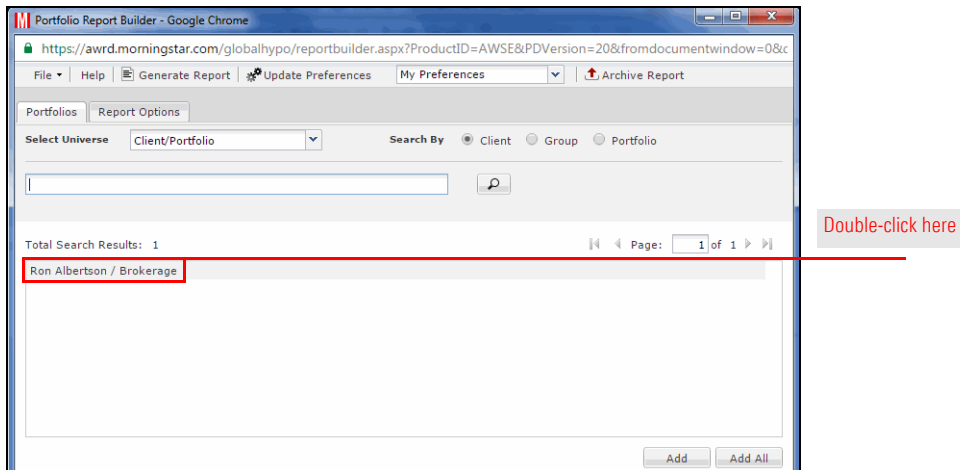 Portfolio Report Builder - Google Chrome
https://awrd.morningstar.com/globalhypo/reportbuilder.aspx?ProductID=AWSE&PDVersion=20&fromdocumentwindow=0&c
File Help Generate Report Update Preferences My Preferences Archive Report
Portfolios Report Options
Select Universe Client/Portfolio Search By Client Group Portfolio
Total Search Results: 1 Page: 1 of 1
Double-click here
Ron Albertson / Brokerage
Add Add All